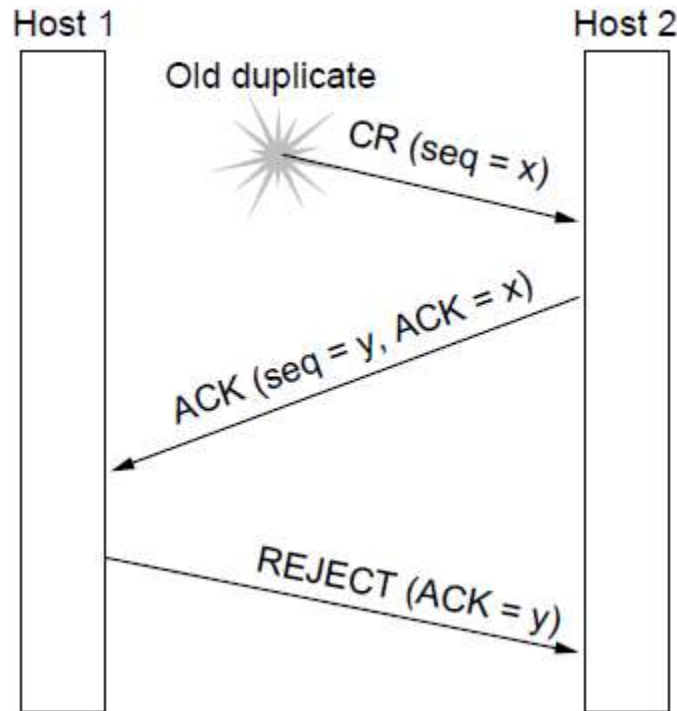 Host 1
Host 2
Old duplicate
CR (seq = x)
ACK (seq = y, ACK = x)
REJECT (ACK = y)